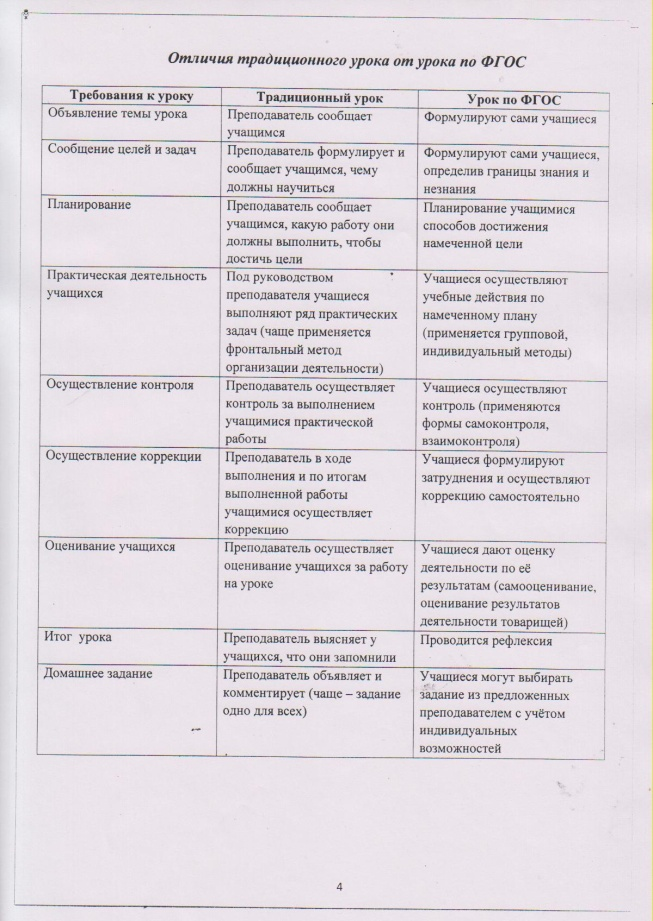 Отличия традиционного урока от урока по ФГОС
Требования к уроку
Традиционный урок
Урок по ФГОС
Объявление темы урока
Преподаватель сообщает
учащимся
Формулируют сами учащиеся
Сообщение целей и задач
Преподаватель формулирует и
сообщает учащимся, чему
должны научиться
Формулируют сами учащиеся,
определив границы знания и
незнания
Планирование
Преподаватель сообщает
учащимся, какую работу они
должны выполнить, чтобы
достичь цели
Планирование учащимися
способов достижения
намеченной цели
Практическая деятельность
учащихся
Под руководством
преподавателя учащиеся
выполняют ряд практических
задач (чаще применяется
фронтальный метод
организации деятельности)
Учащиеся осуществляют
учебные действия по
намеченному плану
(применяется групповой,
индивидуальный методы)
Осуществление контроля
Преподаватель осуществляет
контроль за выполнением
учащимися практической
работы
Учащиеся осуществляют
контроль (применяются
формы самоконтроля,
взаимоконтроля)
Осуществление коррекции
Преподаватель в ходе
выполнения и по итогам
выполненной работы
учащимися осуществляет
коррекцию
Учащиеся формулируют
затруднения и осуществляют
коррекцию самостоятельно
Оценивание учащихся
Преподаватель осуществляет
оценивание учащихся за работу
на уроке
Учащиеся дают оценку
деятельности по её
результатам (самооценивание,
оценивание результатов
деятельности товарищей)
Итог урока
Преподаватель выясняет у
учащихся, что они запомнили
Проводится рефлексия
Домашнее задание
Преподаватель объявляет и
комментирует (чаще – задание
одно для всех)
Учащиеся могут выбирать
задание из предложенных
преподавателем с учётом
индивидуальных
возможностей
4